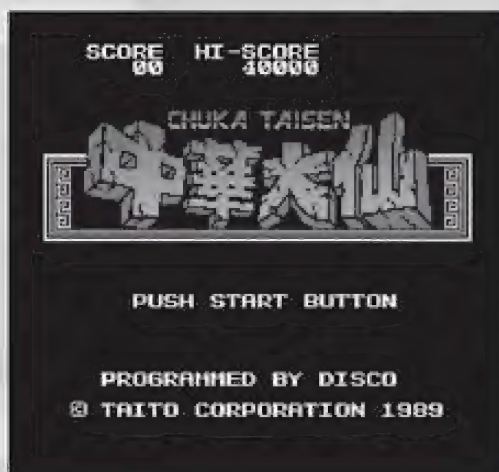 SCORE HI-SCORE
00 40000
CHUKA TAISEN
中華大仙
PUSH START BUTTON
PROGRAMMED BY DISCO
© TAITO CORPORATION 1989